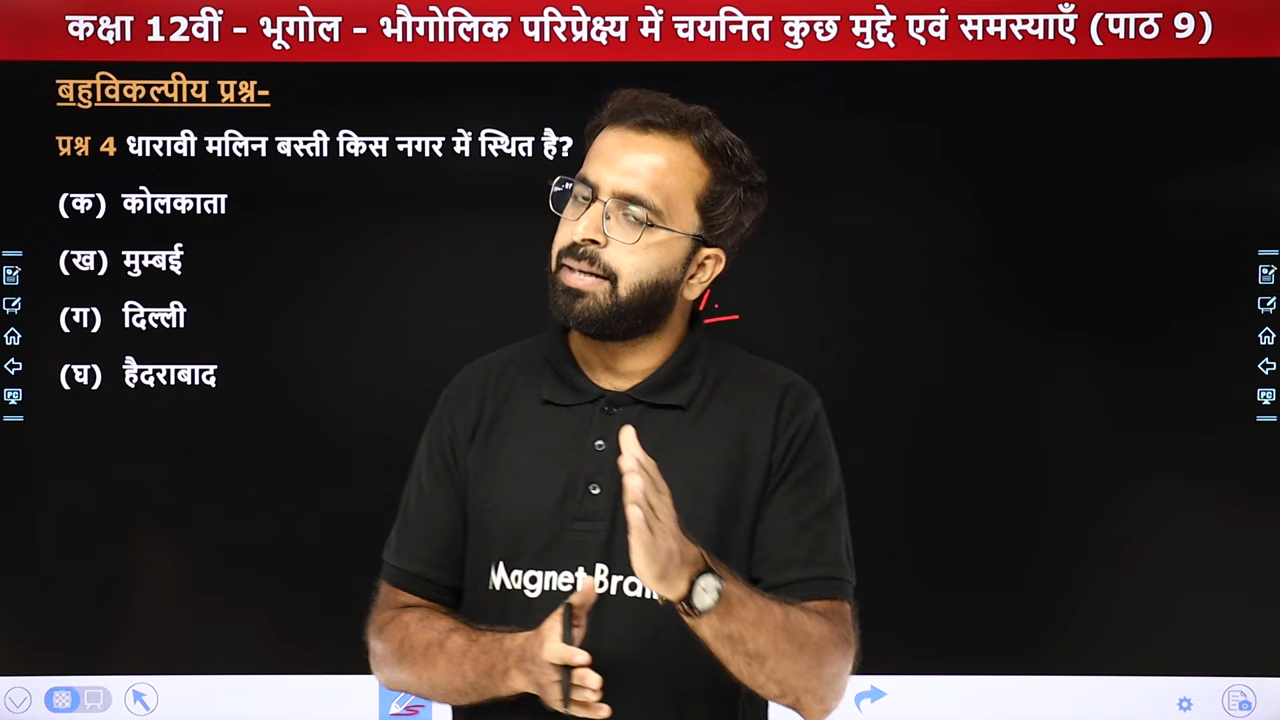 कक्षा 12वीं - भूगोल - भौगोलिक परिप्रेक्ष्य में चयनित कुछ मुद्दे एवं समस्याएँ (पाठ 9)
बहुविकल्पीय प्रश्न-
प्रश्न 4 धारावी मलिन बस्ती किस नगर में स्थित है?
(क) कोलकाता
(ख) मुम्बई
(ग) दिल्ली
(घ) हैदराबाद
Magnet